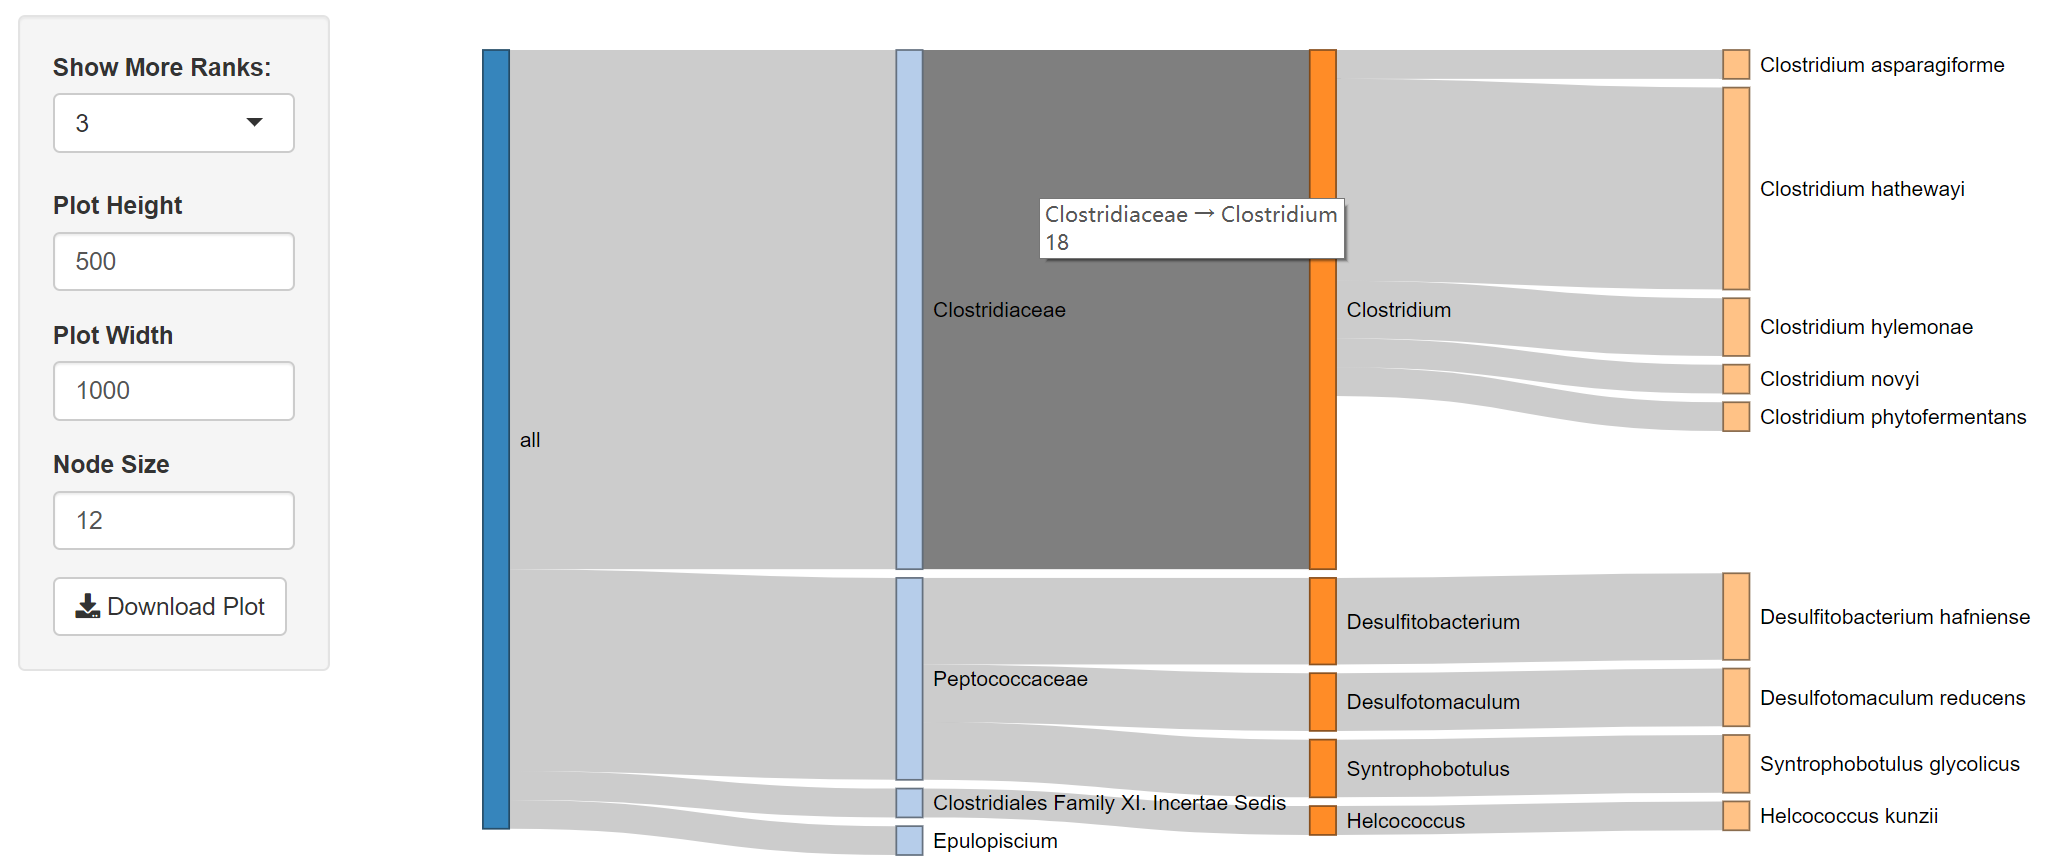 Show More Ranks:
3
Plot Height
500
Plot Width
1000
Node Size
12
Download Plot
all
Clostridiaceae
Peptococcaceae
Clostridiales Family XI. Incertae Sedis
Epulopiscium
Clostridiaceae → Clostridium
18
Clostridium
Desulfitobacterium
Desulfotomaculum
Syntrophobotulus
Helcococcus
Clostridium asparagiforme
Clostridium hathewayi
Clostridium hylemonae
Clostridium novyi
Clostridium phytofermentans
Desulfitobacterium hafniense
Desulfotomaculum reducens
Syntrophobotulus glycolicus
Helcococcus kunzii